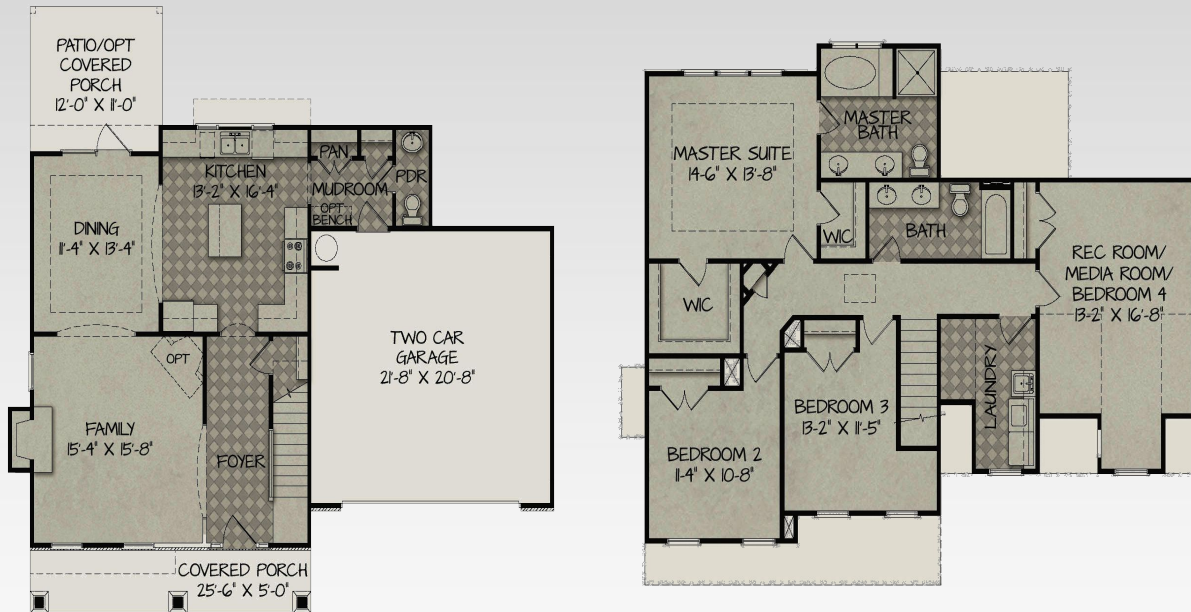 PATIO/OPT
COVERED
PORCH
12'-0" X 11'-0"
KITCHEN
13'-2" X 16'-4"
PAN
MUDROOM
OPT
BENCH
PDR
DINING
11'-4" X 13'-4"
TWO CAR
GARAGE
21'-8" X 20'-8"
OPT
FAMILY
15'-4" X 15'-8"
FOYER
COVERED PORCH
25'-6" X 5'-0"
MASTER
BATH
MASTER SUITE
14'-6" X 13'-8"
WIC
BATH
WIC
REC ROOM/
MEDIA ROOM/
BEDROOM 4
13'-2" X 16'-8"
LAUNDRY
BEDROOM 3
13'-2" X 11'-5"
BEDROOM 2
11'-4" X 10'-8"